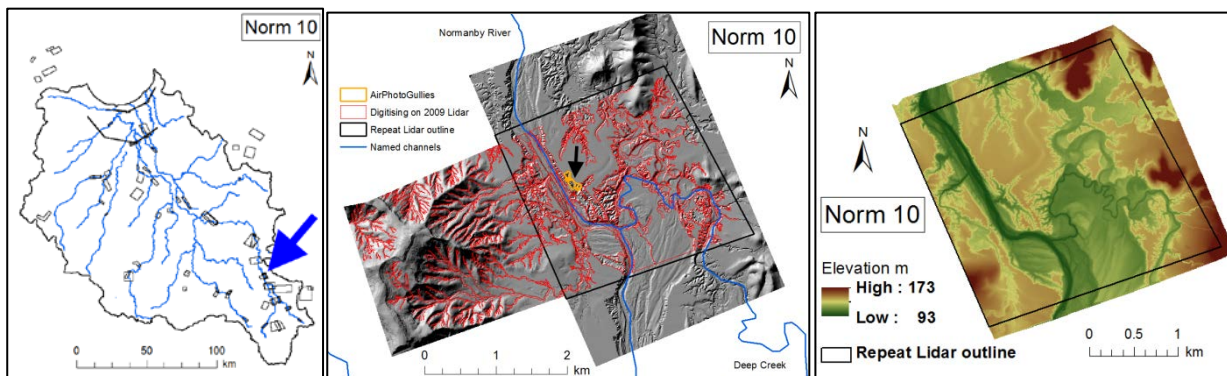 Norm 10
N
0
50
100
km
Normanby River
Norm 10
N
AirPhotoGullies
Digitising on 2009 Lidar
Repeat Lidar outline
Named channels
0
1
2
km
Deep Creek
N
Norm 10
Elevation m
High : 173
Low : 93
0 0.5 1
km
Repeat Lidar outline